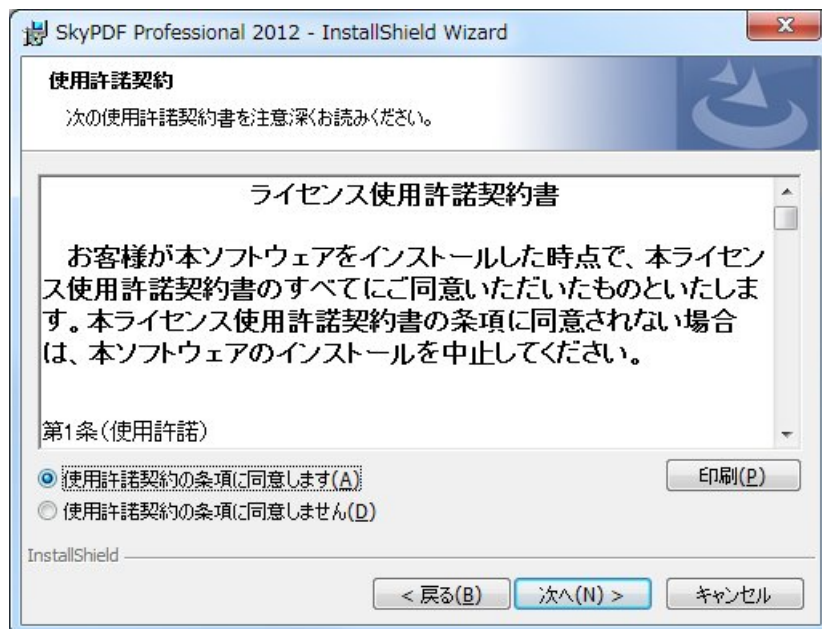 SkyPDF Professional 2012 - InstallShield Wizard
使用許諾契約
次の使用許諾契約書を注意深くお読みください。
ライセンス使用許諾契約書
お客様が本ソフトウェアをインストールした時点で、本ライセン
ス使用許諾契約書のすべてにご同意いただいたものといたしま
す。本ライセンス使用許諾契約書の条項に同意されない場合
は、本ソフトウェアのインストールを中止してください。
第1条(使用許諾)
使用許諾契約の条項に同意します(A)
印刷(P)
使用許諾契約の条項に同意しません(D)
InstallShield
< 戻る(B)
次へ(N) >
キャンセル